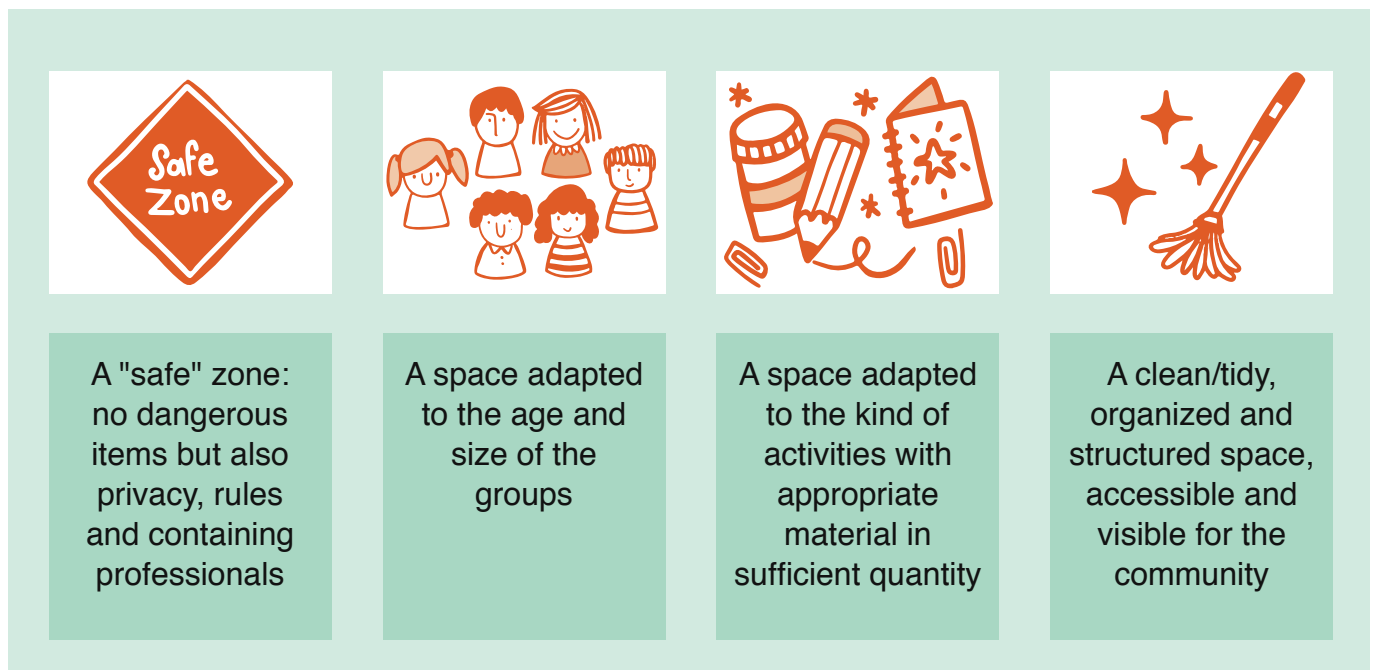 Safe
Zone
A "safe" zone:
no dangerous
items but also
privacy, rules
and containing
professionals
A space adapted
to the age and
size of the
groups
A space adapted
to the kind of
activities with
appropriate
material in
sufficient quantity
A clean/tidy,
organized and
structured space,
accessible and
visible for the
community